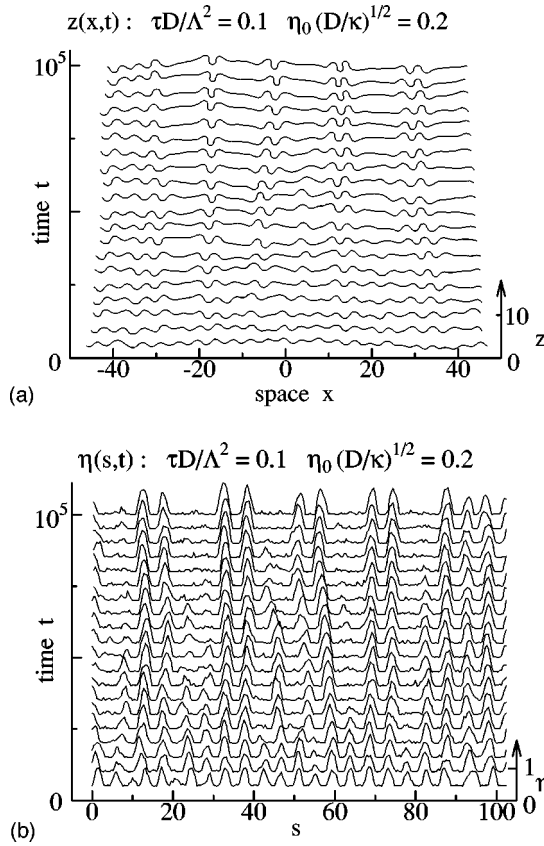 z(x,t) : τD/Λ² = 0.1 η₀(D/κ)^{1/2} = 0.2
10⁵
time t
0
-40 -20 0 20 40
space x
10
0
z
(a)
η(s,t) : τD/Λ² = 0.1 η₀(D/κ)^{1/2} = 0.2
10⁵
time t
0
0 20 40 60 80 100
s
1
0
η
(b)